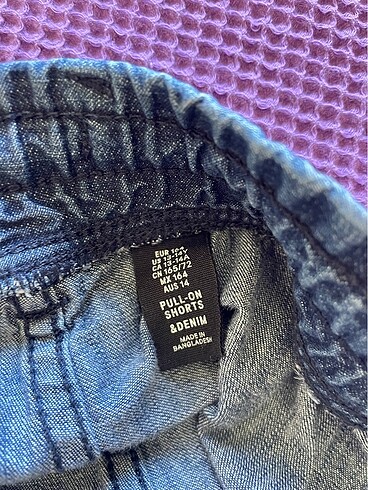 EUR 164
US 13-14Y
CA 13-14A
CN 165/72
MX 164
AUS 14
PULL-ON
SHORTS
&DENIM
MADE IN
BANGLADESH